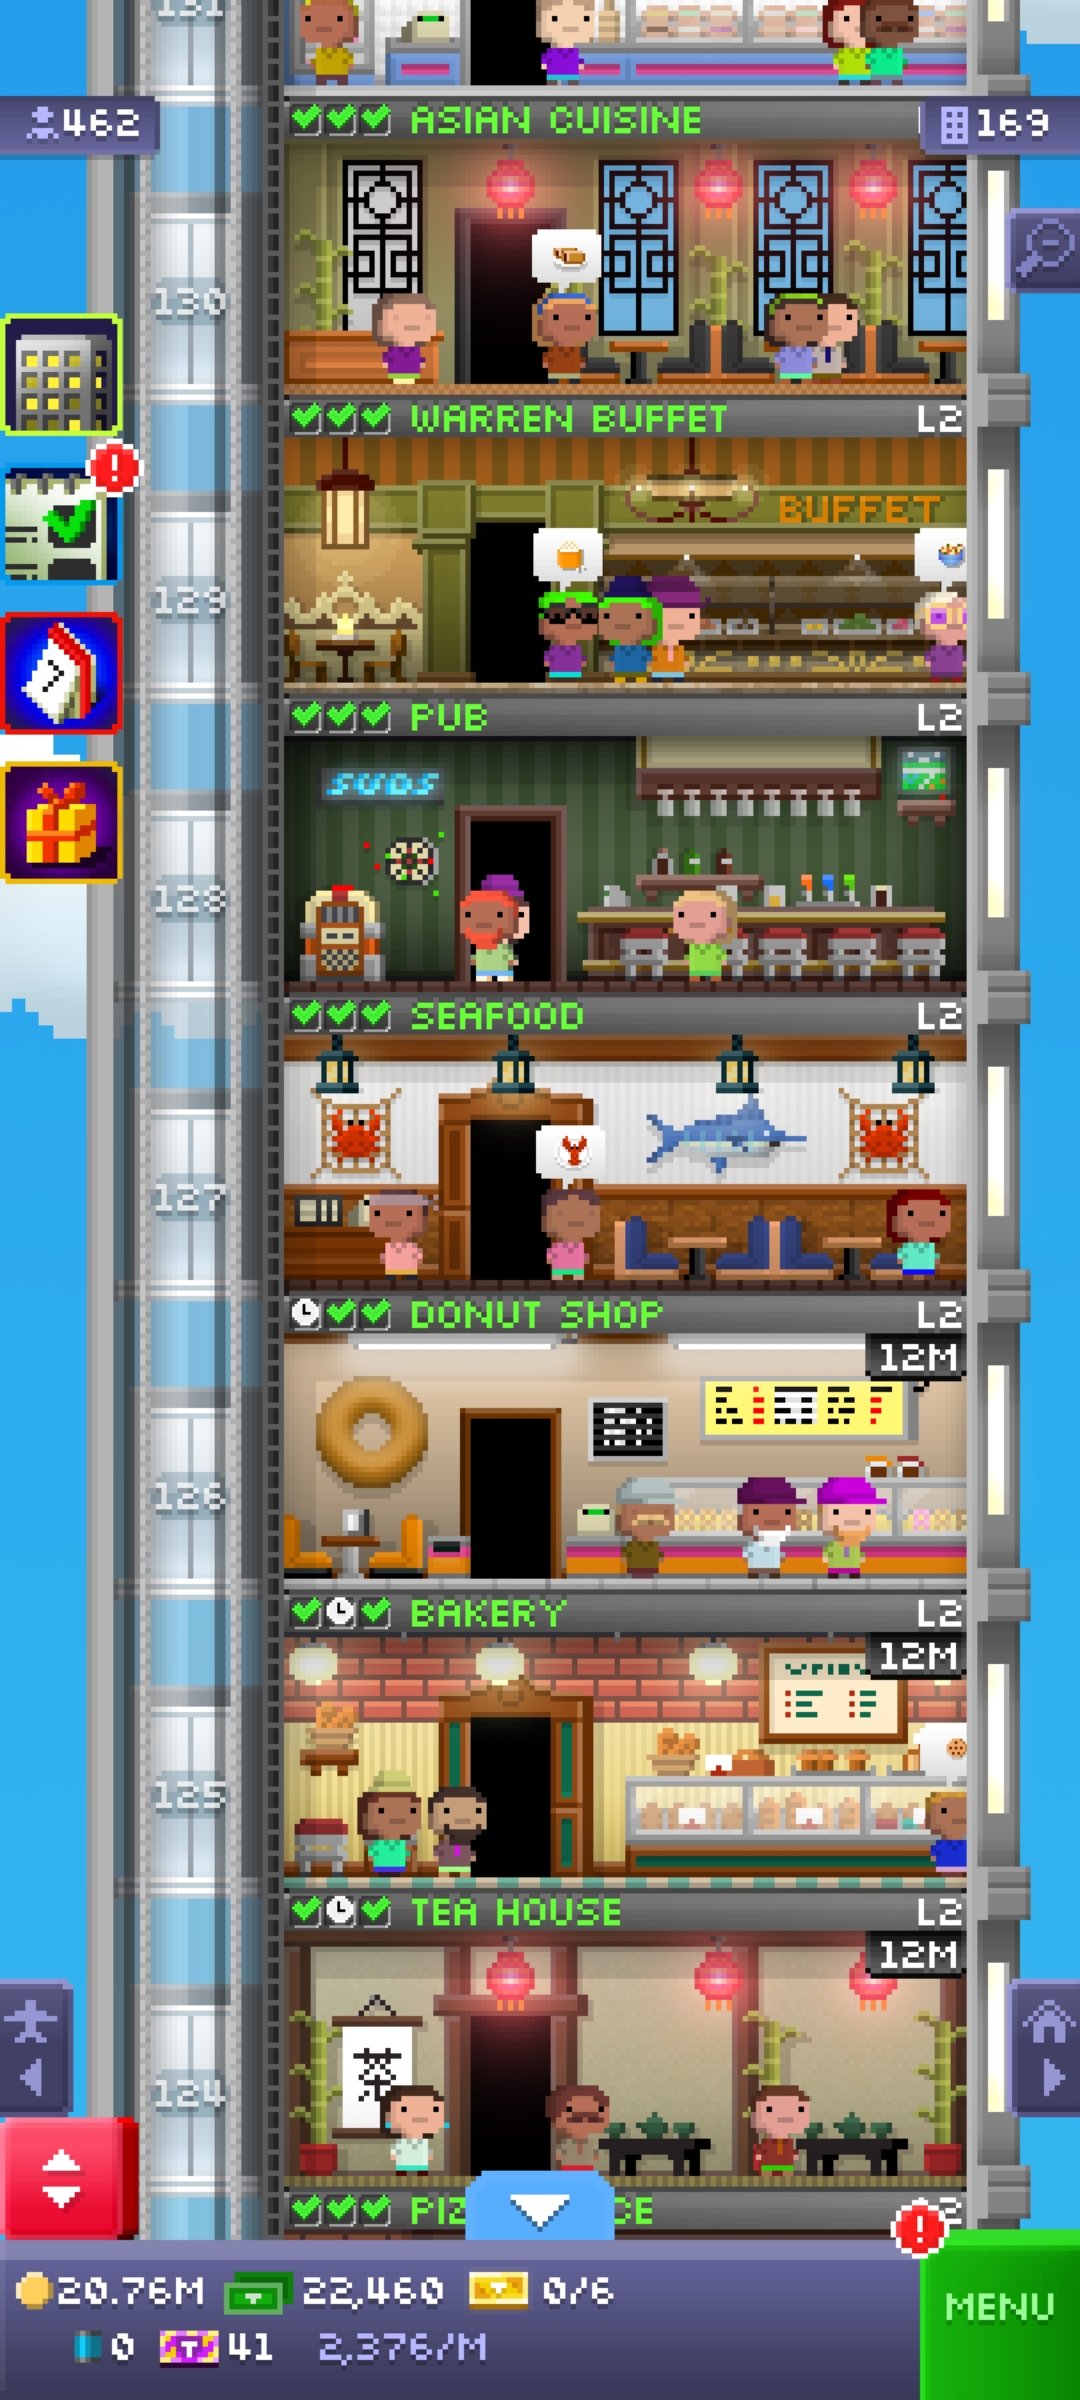 131
462
ASIAN CUISINE
169
130
WARREN BUFFET L2
BUFFET
129
PUB L2
SUDS
128
SEAFOOD L2
127
DONUT SHOP L2
12M
126
BAKERY L2
12M
125
TEA HOUSE L2
12M
124
20.76M 22,460 0/6
MENU
0 41 2,376/M